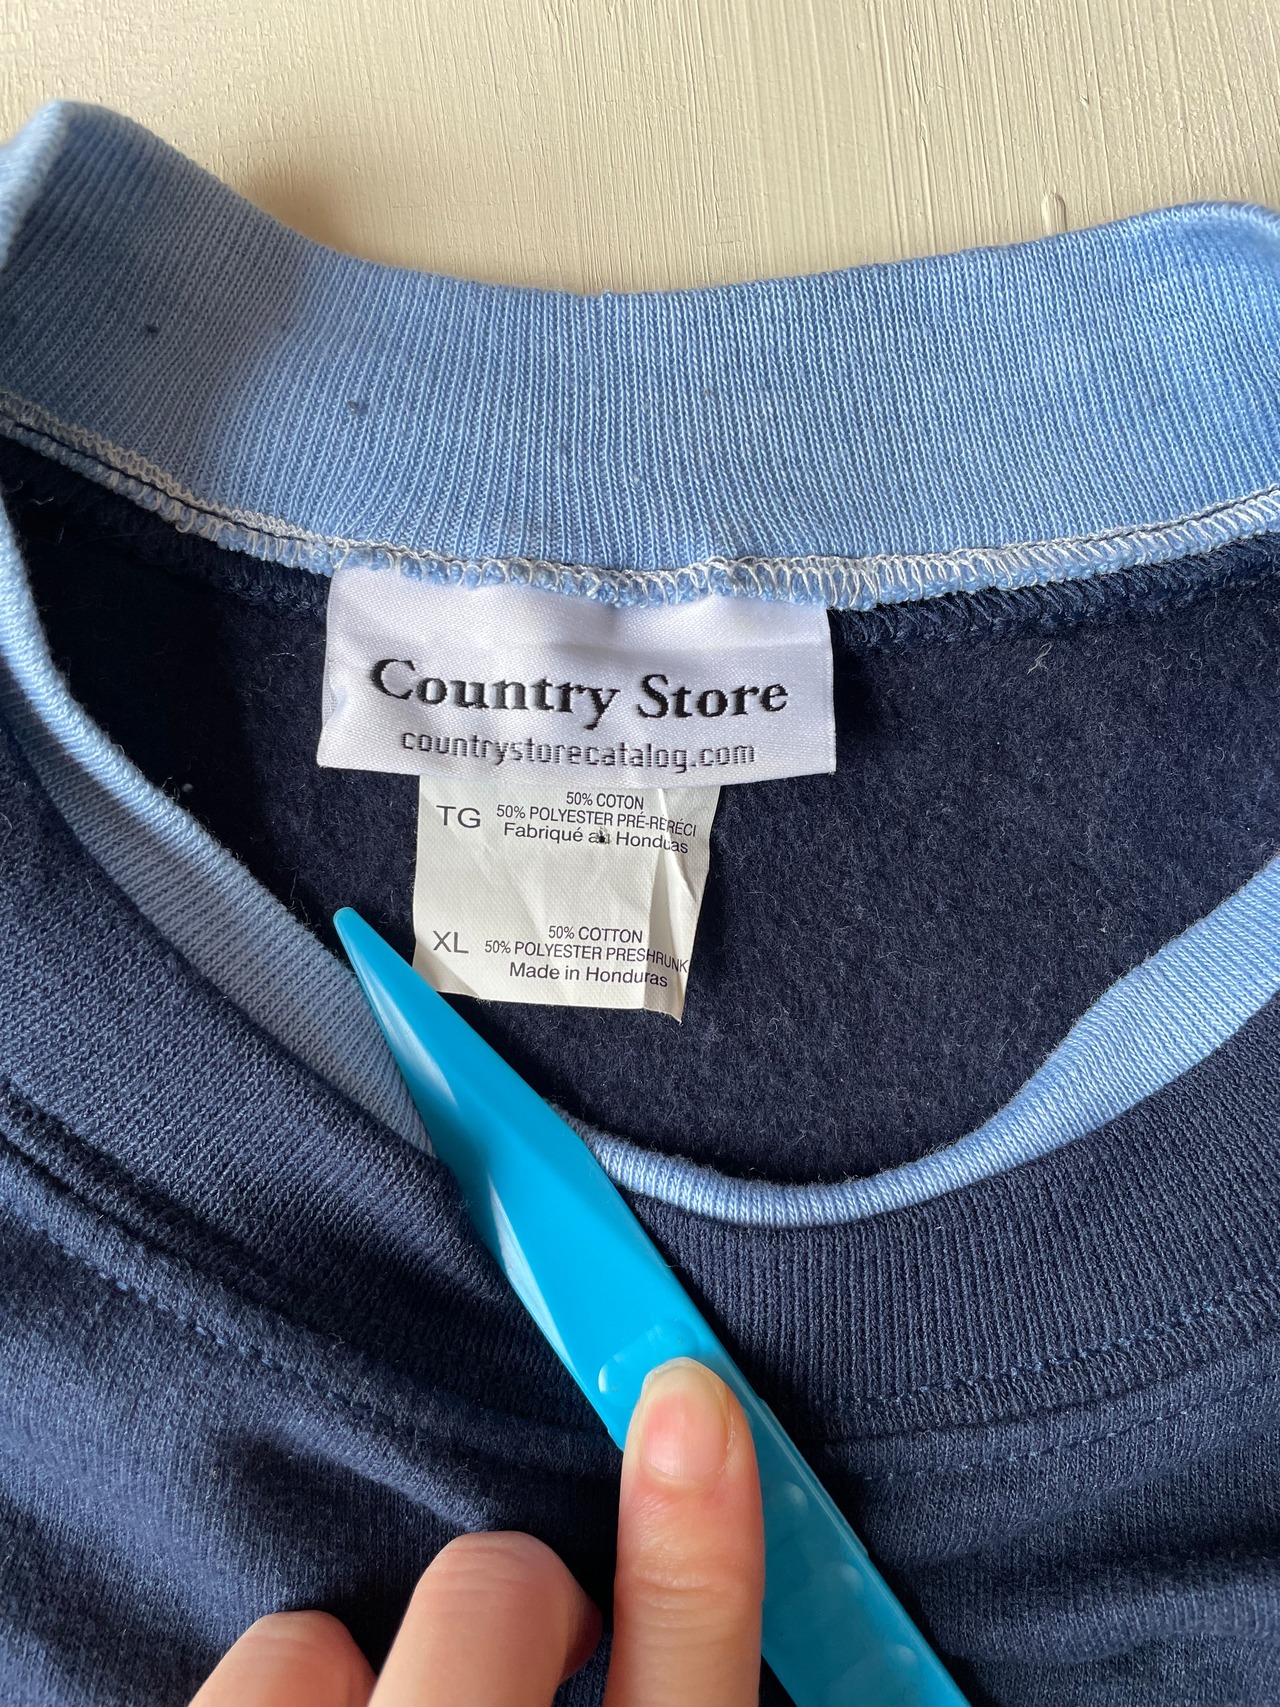 Country Store
countrystorecatalog.com
TG
50% COTON
50% POLYESTER PRÉ-RERÉCI
Fabriqué au Honduras
XL
50% COTTON
50% POLYESTER PRESHRUNK
Made in Honduras